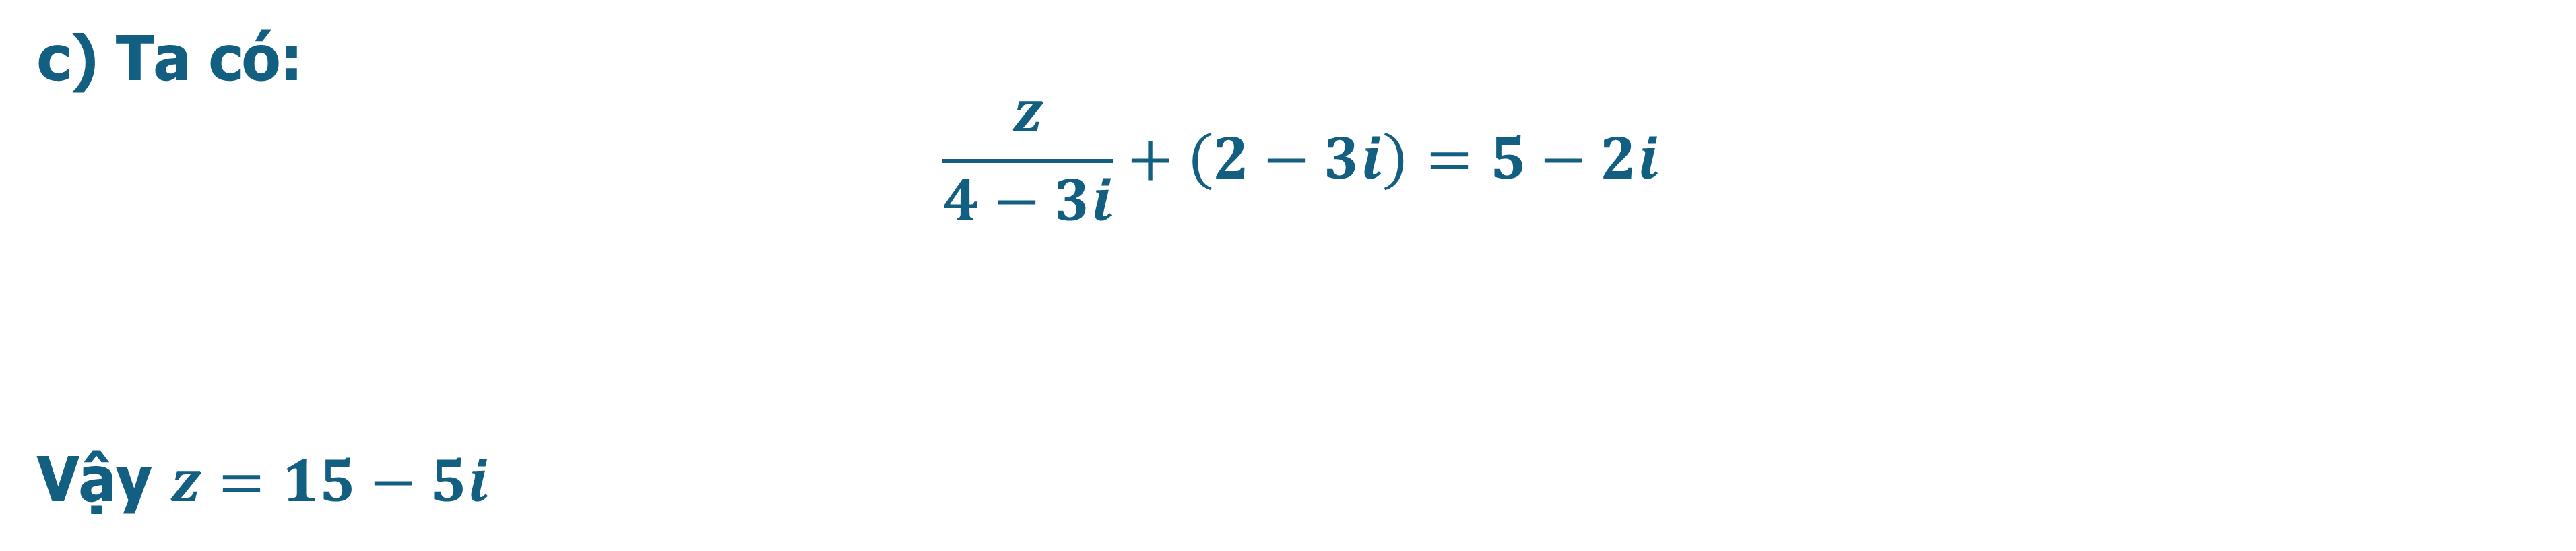 c) Ta có:
z/(4 − 3i) + (2 − 3i) = 5 − 2i
Vậy z = 15 − 5i